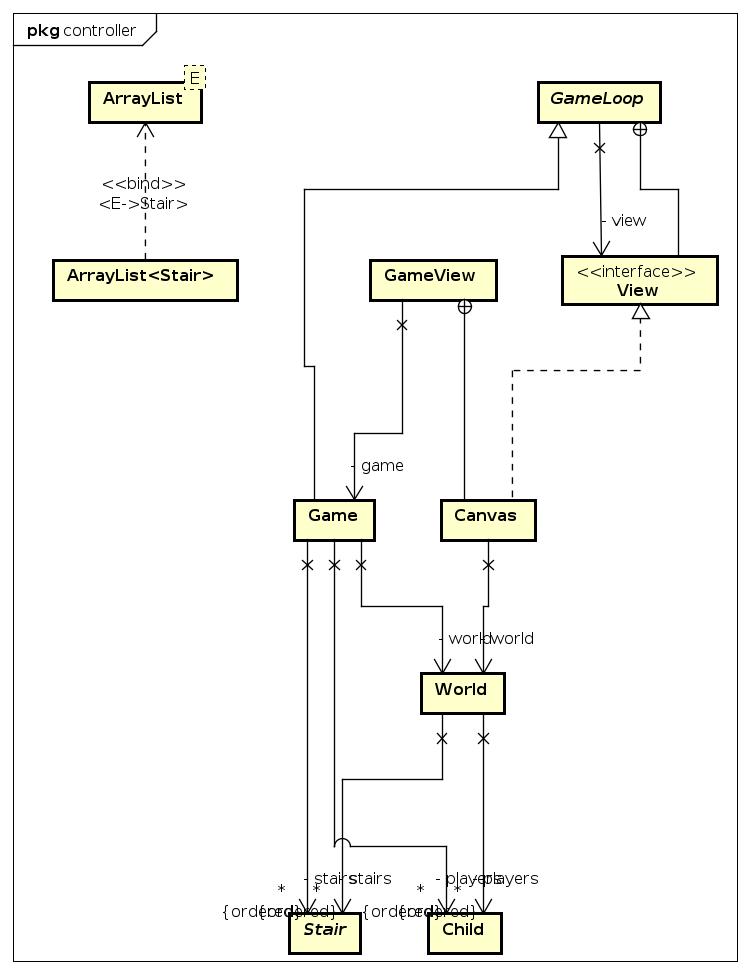 pkg controller
E
ArrayList
GameLoop
<<bind>>
<E->Stair>
- view
ArrayList<Stair>
GameView
<<interface>>
View
- game
Game
Canvas
- world
- world
World
- stairs
- stairs
- players
- players
*
*
*
*
{ordered}
{ordered}
{ordered}
{ordered}
Stair
Child